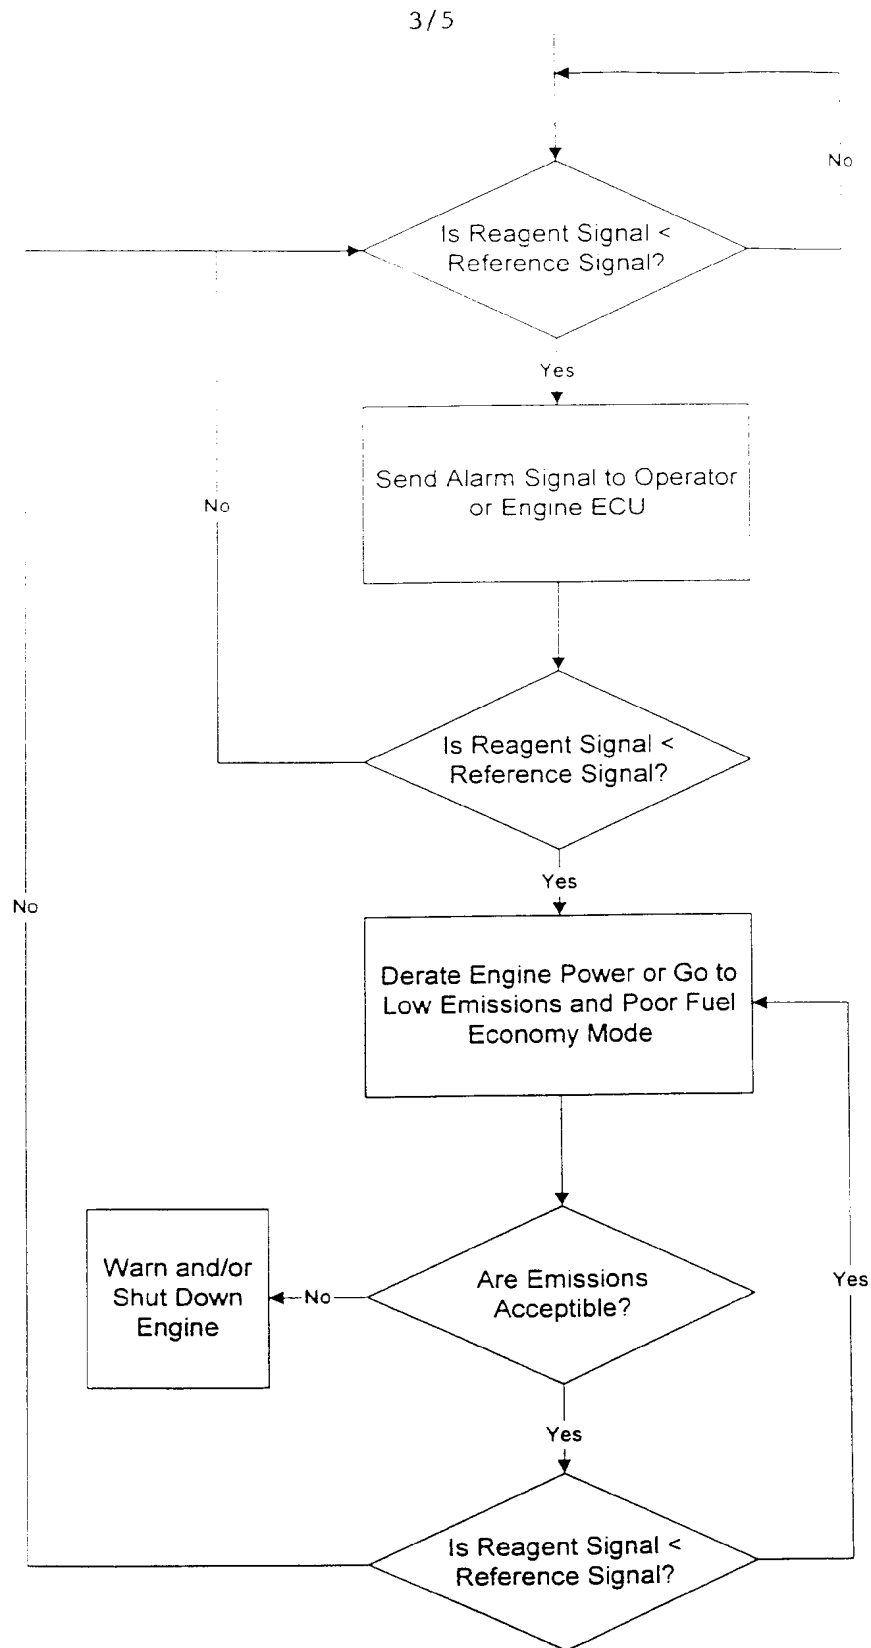 3/5
No
Is Reagent Signal <
Reference Signal?
Yes
Send Alarm Signal to Operator
or Engine ECU
No
Is Reagent Signal <
Reference Signal?
Yes
No
Derate Engine Power or Go to
Low Emissions and Poor Fuel
Economy Mode
Warn and/or
Shut Down
Engine
No
Are Emissions
Acceptible?
Yes
Yes
Is Reagent Signal <
Reference Signal?